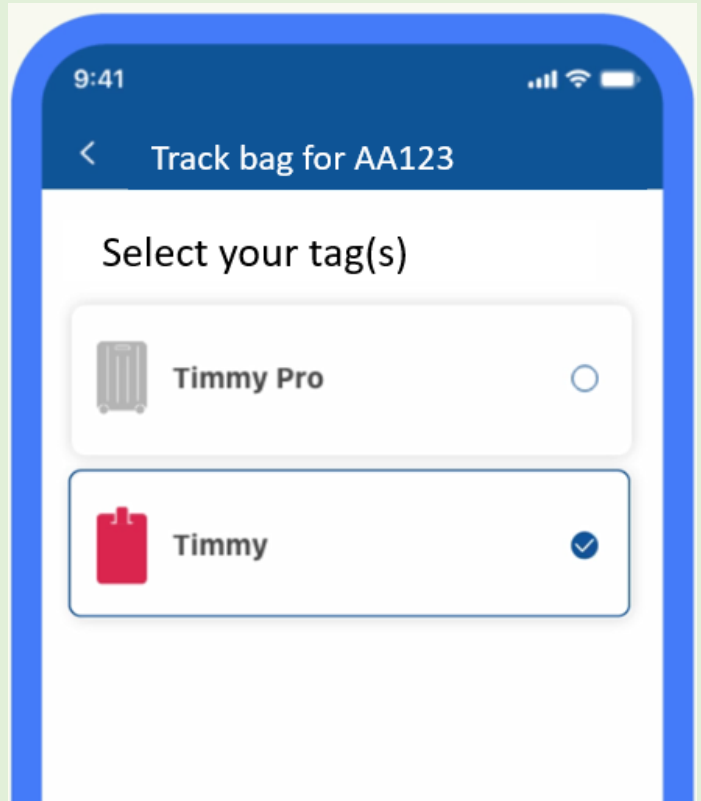 9:41
Track bag for AA123
Select your tag(s)
Timmy Pro
Timmy